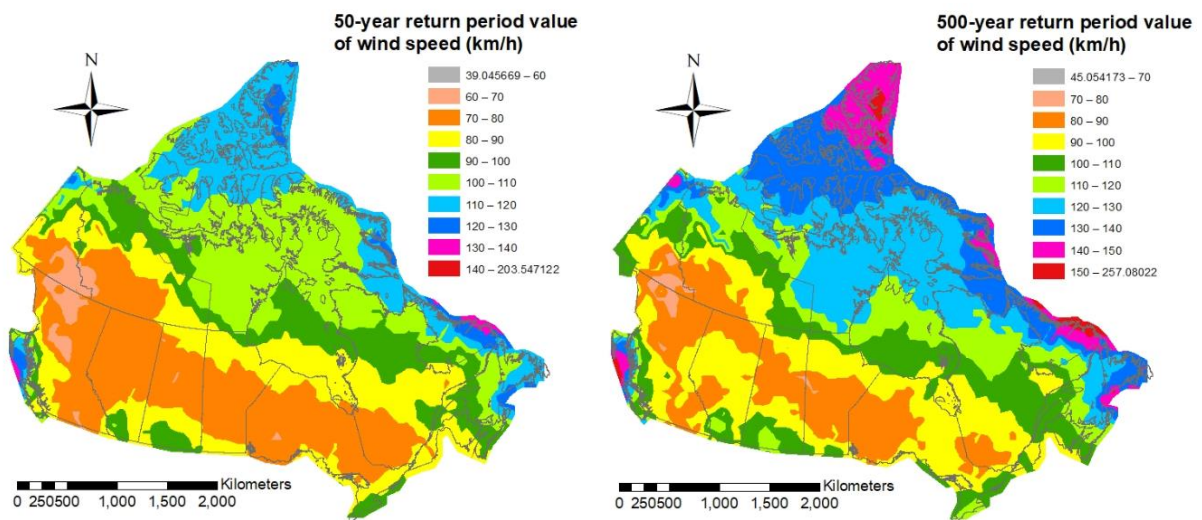 50-year return period value
of wind speed (km/h)
N
39.045669 – 60
60 – 70
70 – 80
80 – 90
90 – 100
100 – 110
110 – 120
120 – 130
130 – 140
140 – 203.547122
Kilometers
0 250500 1,000 1,500 2,000
500-year return period value
of wind speed (km/h)
N
45.054173 – 70
70 – 80
80 – 90
90 – 100
100 – 110
110 – 120
120 – 130
130 – 140
140 – 150
150 – 257.08022
Kilometers
0 250500 1,000 1,500 2,000